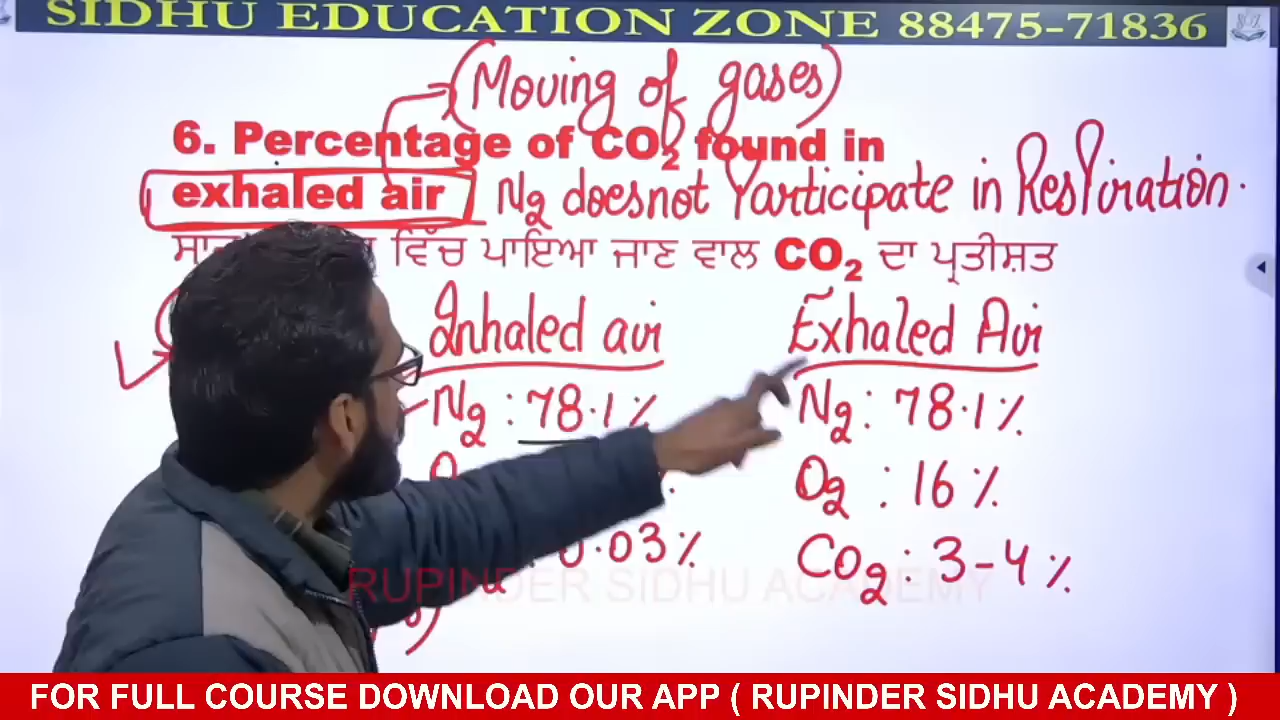 SIDHU EDUCATION ZONE 88475-71836
(Moving of gases)
6. Percentage of CO2 found in
exhaled air N2 does not Participate in Respiration.
ਵਿੱਚ ਪਾਇਆ ਜਾਣ ਵਾਲ CO2 ਦਾ ਪ੍ਰਤੀਸ਼ਤ
Inhaled air Exhaled Air
N2 : 78.1% N2 : 78.1%
O2 : 16%
0.03% CO2 : 3-4%
RUPINDER SIDHU ACADEMY
FOR FULL COURSE DOWNLOAD OUR APP ( RUPINDER SIDHU ACADEMY )